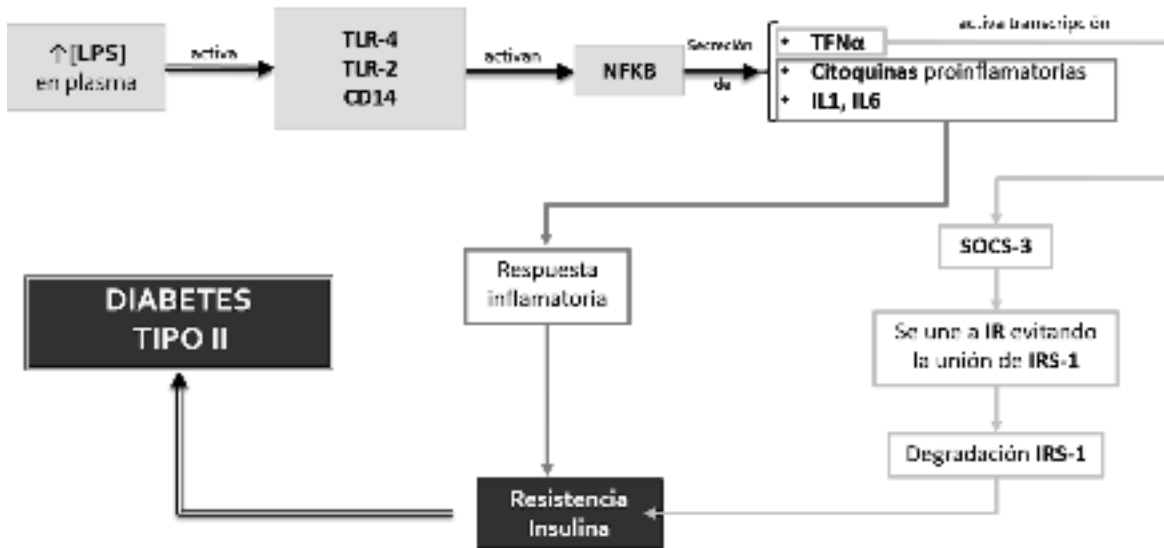 ↑[LPS]
en plasma
activa
TLR-4
TLR-2
CD14
activan
NFKB
Secreción
de
• TFNα
• Citoquinas proinflamatorias
• IL1, IL6
activa transcripción
SOCS-3
Se une a IR evitando
la unión de IRS-1
Degradación IRS-1
Respuesta
inflamatoria
Resistencia
Insulina
DIABETES
TIPO II